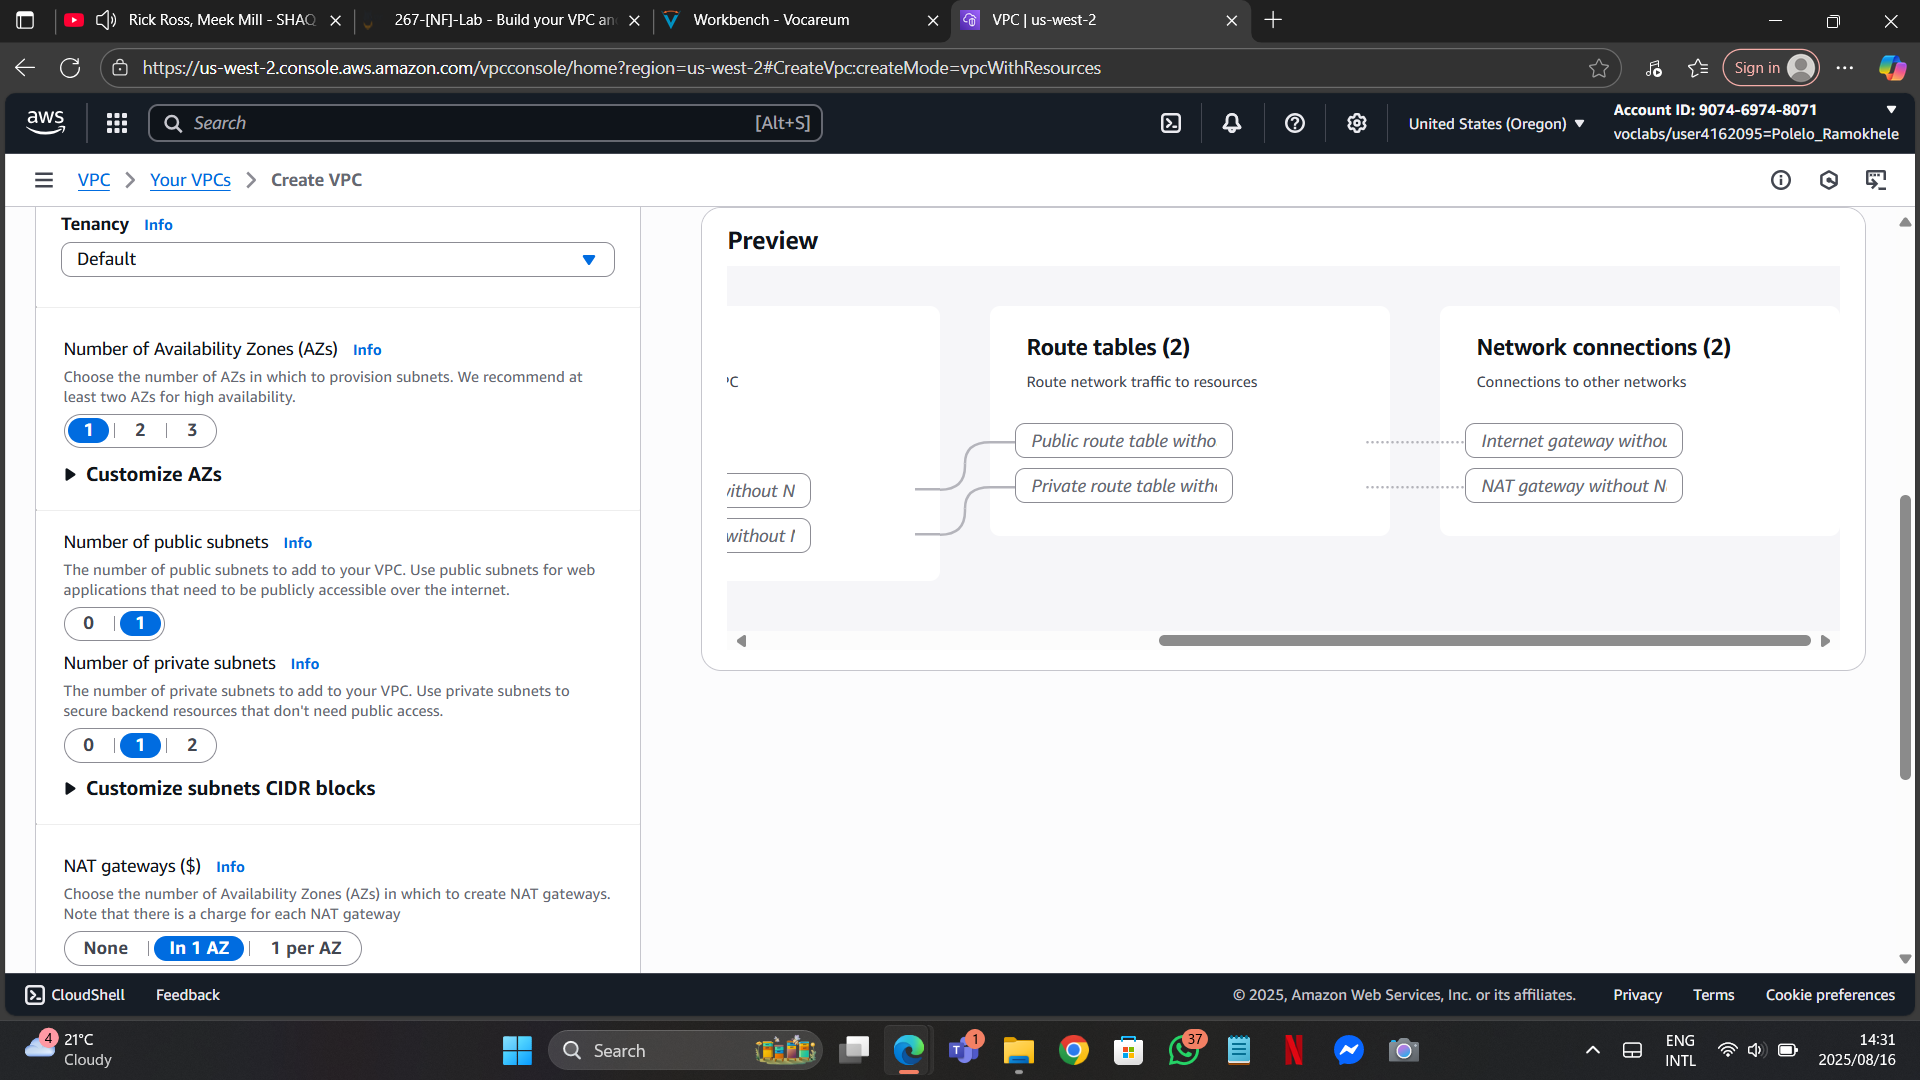 Rick Ross, Meek Mill - SHAQ
267-[NF]-Lab - Build your VPC an
Workbench - Vocareum
VPC | us-west-2
https://us-west-2.console.aws.amazon.com/vpcconsole/home?region=us-west-2#CreateVpc:createMode=vpcWithResources
Sign in
aws
Search
[Alt+S]
United States (Oregon)
Account ID: 9074-6974-8071
voclabs/user4162095=Polelo_Ramokhele
VPC
Your VPCs
Create VPC
Tenancy Info
Default
Number of Availability Zones (AZs) Info
Choose the number of AZs in which to provision subnets. We recommend at
least two AZs for high availability.
1 2 3
Customize AZs
Number of public subnets Info
The number of public subnets to add to your VPC. Use public subnets for web
applications that need to be publicly accessible over the internet.
0 1
Number of private subnets Info
The number of private subnets to add to your VPC. Use private subnets to
secure backend resources that don't need public access.
0 1 2
Customize subnets CIDR blocks
NAT gateways ($) Info
Choose the number of Availability Zones (AZs) in which to create NAT gateways.
Note that there is a charge for each NAT gateway
None In 1 AZ 1 per AZ
Preview
Route tables (2)
Route network traffic to resources
Public route table witho
Private route table with
Network connections (2)
Connections to other networks
Internet gateway withou
NAT gateway without N
PC
vithout N
without
CloudShell
Feedback
© 2025, Amazon Web Services, Inc. or its affiliates.
Privacy
Terms
Cookie preferences
4
21°C
Cloudy
Search
1
37
ENG
INTL
14:31
2025/08/16